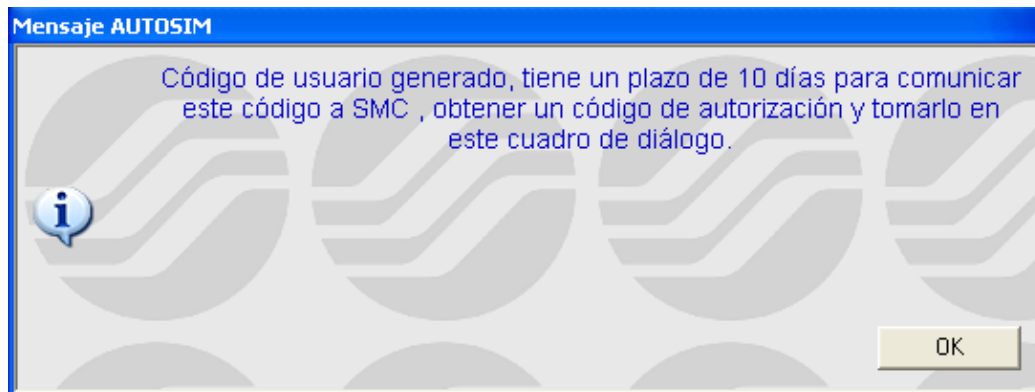 Mensaje AUTOSIM
Código de usuario generado, tiene un plazo de 10 días para comunicar
este código a SMC , obtener un código de autorización y tomarlo en
este cuadro de diálogo.
OK